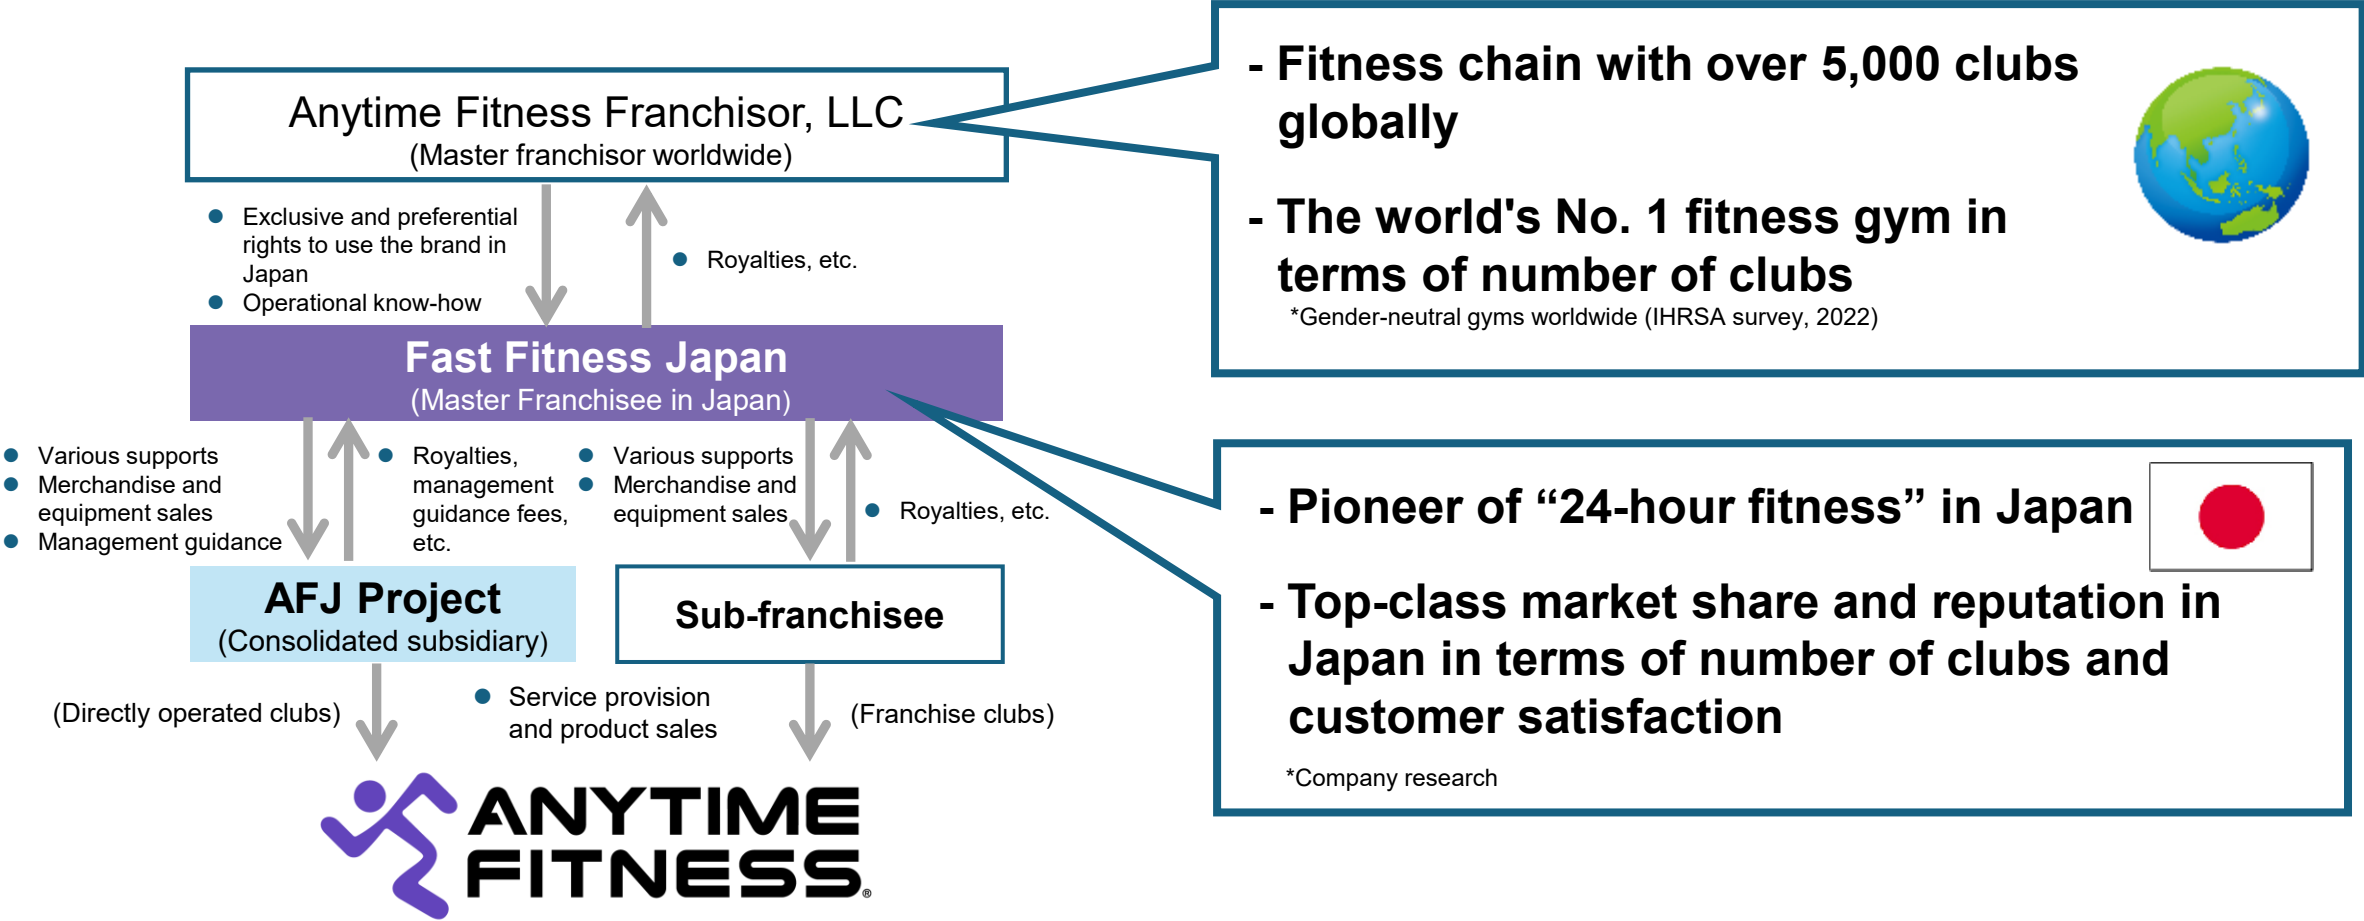 Anytime Fitness Franchisor, LLC
(Master franchisor worldwide)
● Exclusive and preferential
rights to use the brand in
Japan
● Operational know-how
● Royalties, etc.
Fast Fitness Japan
(Master Franchisee in Japan)
● Various supports
● Merchandise and
equipment sales
● Management guidance
● Royalties,
management
guidance fees,
etc.
● Various supports
● Merchandise and
equipment sales
● Royalties, etc.
AFJ Project
(Consolidated subsidiary)
Sub-franchisee
(Directly operated clubs)
● Service provision
and product sales
(Franchise clubs)
ANYTIME
FITNESS®
- Fitness chain with over 5,000 clubs
globally
- The world's No. 1 fitness gym in
terms of number of clubs
*Gender-neutral gyms worldwide (IHRSA survey, 2022)
- Pioneer of “24-hour fitness” in Japan
- Top-class market share and reputation in
Japan in terms of number of clubs and
customer satisfaction
*Company research